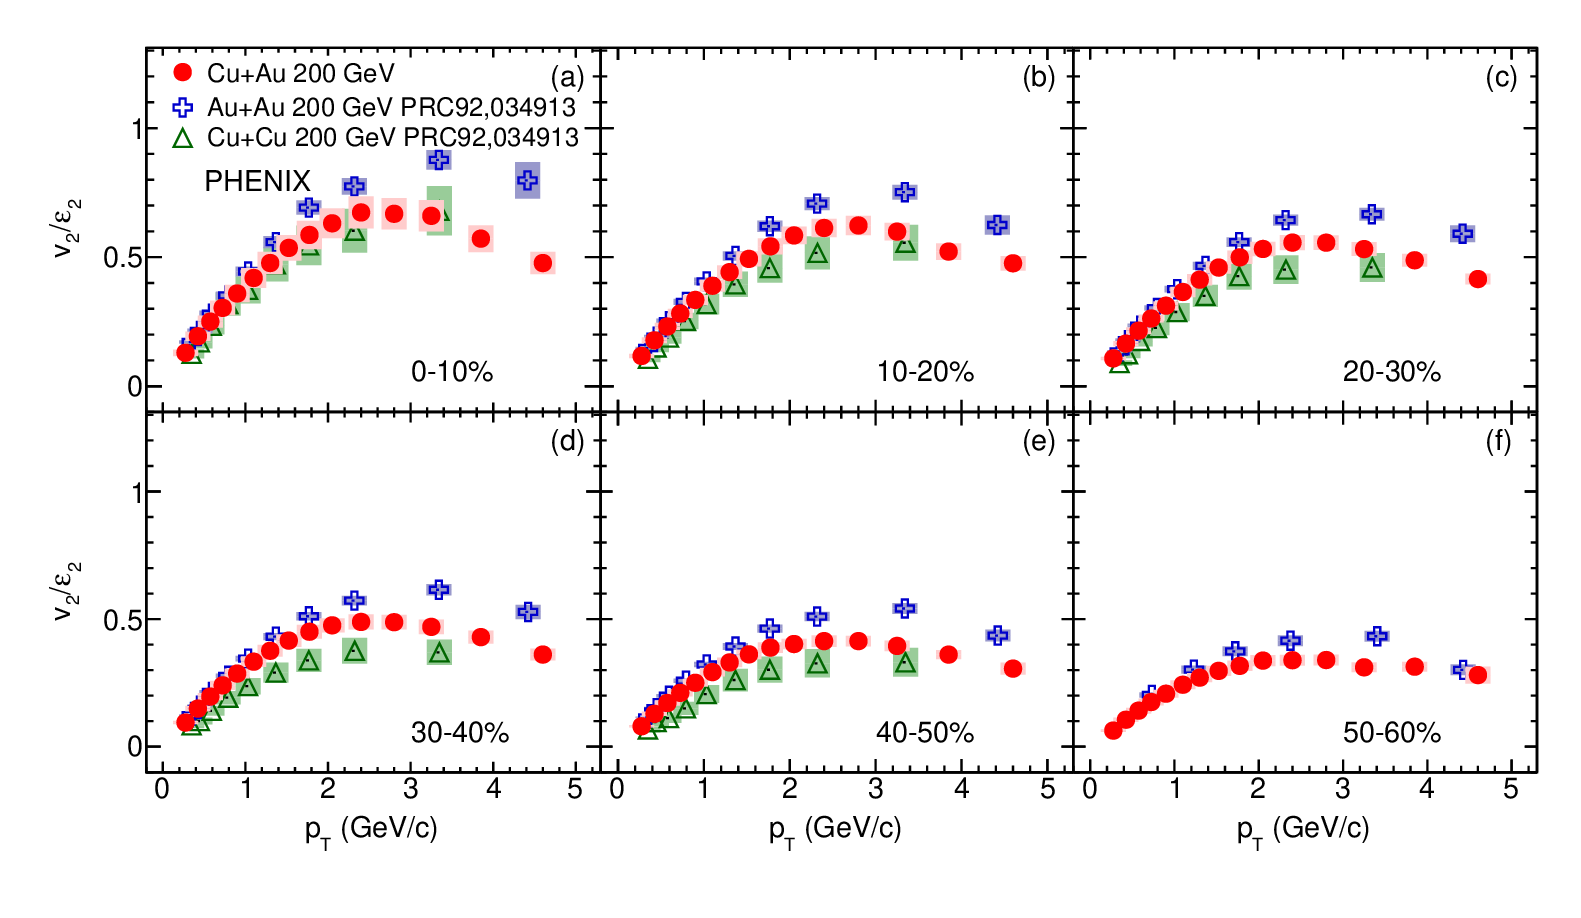 Cu+Au 200 GeV
(a)
Au+Au 200 GeV PRC92,034913
Cu+Cu 200 GeV PRC92,034913
PHENIX
1
0.5
0
v2/ε2
0-10%
(b)
10-20%
(c)
20-30%
(d)
1
0.5
0
v2/ε2
30-40%
(e)
40-50%
(f)
50-60%
0 1 2 3 4 5
0 1 2 3 4 5
0 1 2 3 4 5
pT (GeV/c)
pT (GeV/c)
pT (GeV/c)